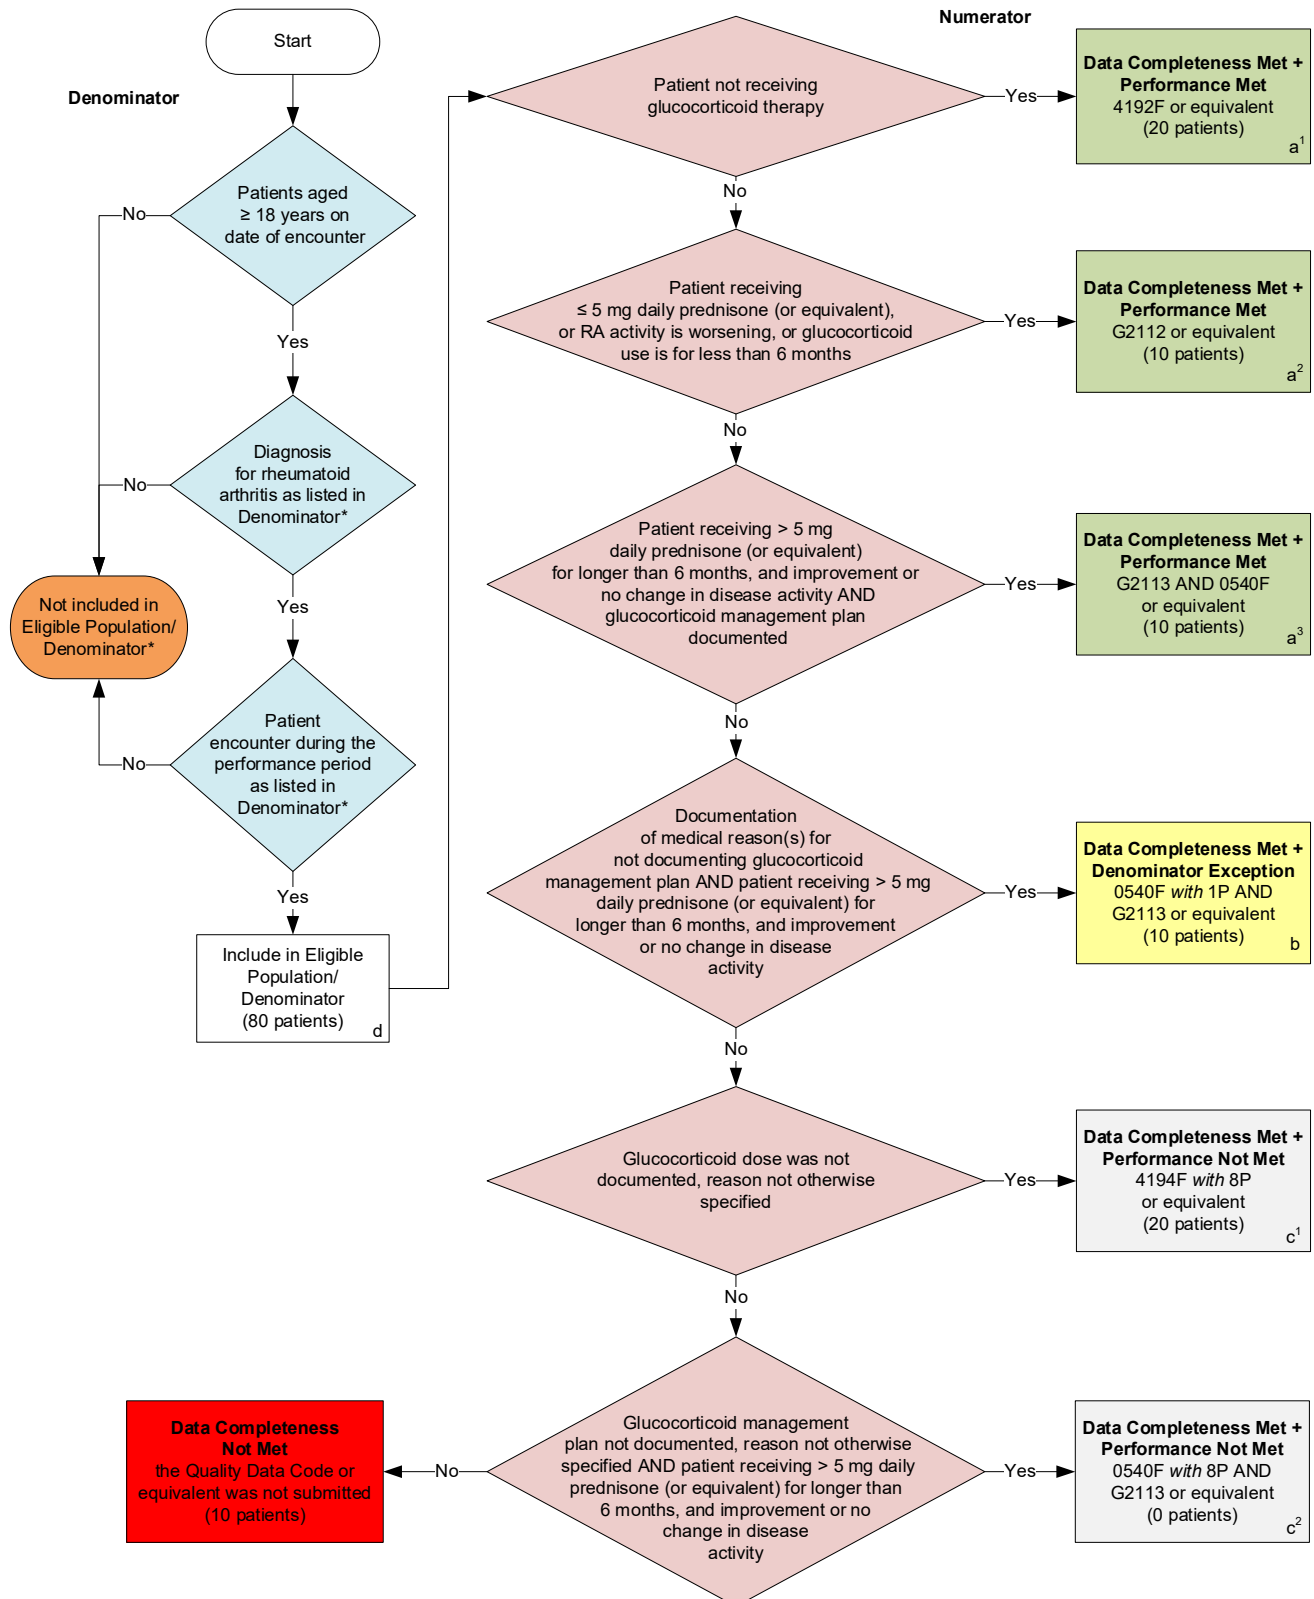 Numerator
Start
Denominator
Patients aged
≥ 18 years on
date of encounter
No
Yes
Diagnosis
for rheumatoid
arthritis as listed in
Denominator*
No
Yes
Not included in
Eligible Population/
Denominator*
Patient
encounter during the
performance period
as listed in
Denominator*
No
Yes
Include in Eligible
Population/
Denominator
(80 patients)
d
Patient not receiving
glucocorticoid therapy
Yes
Data Completeness Met +
Performance Met
4192F or equivalent
(20 patients)
a1
No
Patient receiving
≤ 5 mg daily prednisone (or equivalent),
or RA activity is worsening, or glucocorticoid
use is for less than 6 months
Yes
Data Completeness Met +
Performance Met
G2112 or equivalent
(10 patients)
a2
No
Patient receiving > 5 mg
daily prednisone (or equivalent)
for longer than 6 months, and improvement or
no change in disease activity AND
glucocorticoid management plan
documented
Yes
Data Completeness Met +
Performance Met
G2113 AND 0540F
or equivalent
(10 patients)
a3
No
Documentation
of medical reason(s) for
not documenting glucocorticoid
management plan AND patient receiving > 5 mg
daily prednisone (or equivalent) for
longer than 6 months, and improvement
or no change in disease
activity
Yes
Data Completeness Met +
Denominator Exception
0540F with 1P AND
G2113 or equivalent
(10 patients)
b
No
Glucocorticoid dose was not
documented, reason not otherwise
specified
Yes
Data Completeness Met +
Performance Not Met
4194F with 8P
or equivalent
(20 patients)
c1
No
Glucocorticoid management
plan not documented, reason not otherwise
specified AND patient receiving > 5 mg daily
prednisone (or equivalent) for longer than
6 months, and improvement or no
change in disease
activity
Yes
Data Completeness Met +
Performance Not Met
0540F with 8P AND
G2113 or equivalent
(0 patients)
c2
No
Data Completeness
Not Met
the Quality Data Code or
equivalent was not submitted
(10 patients)